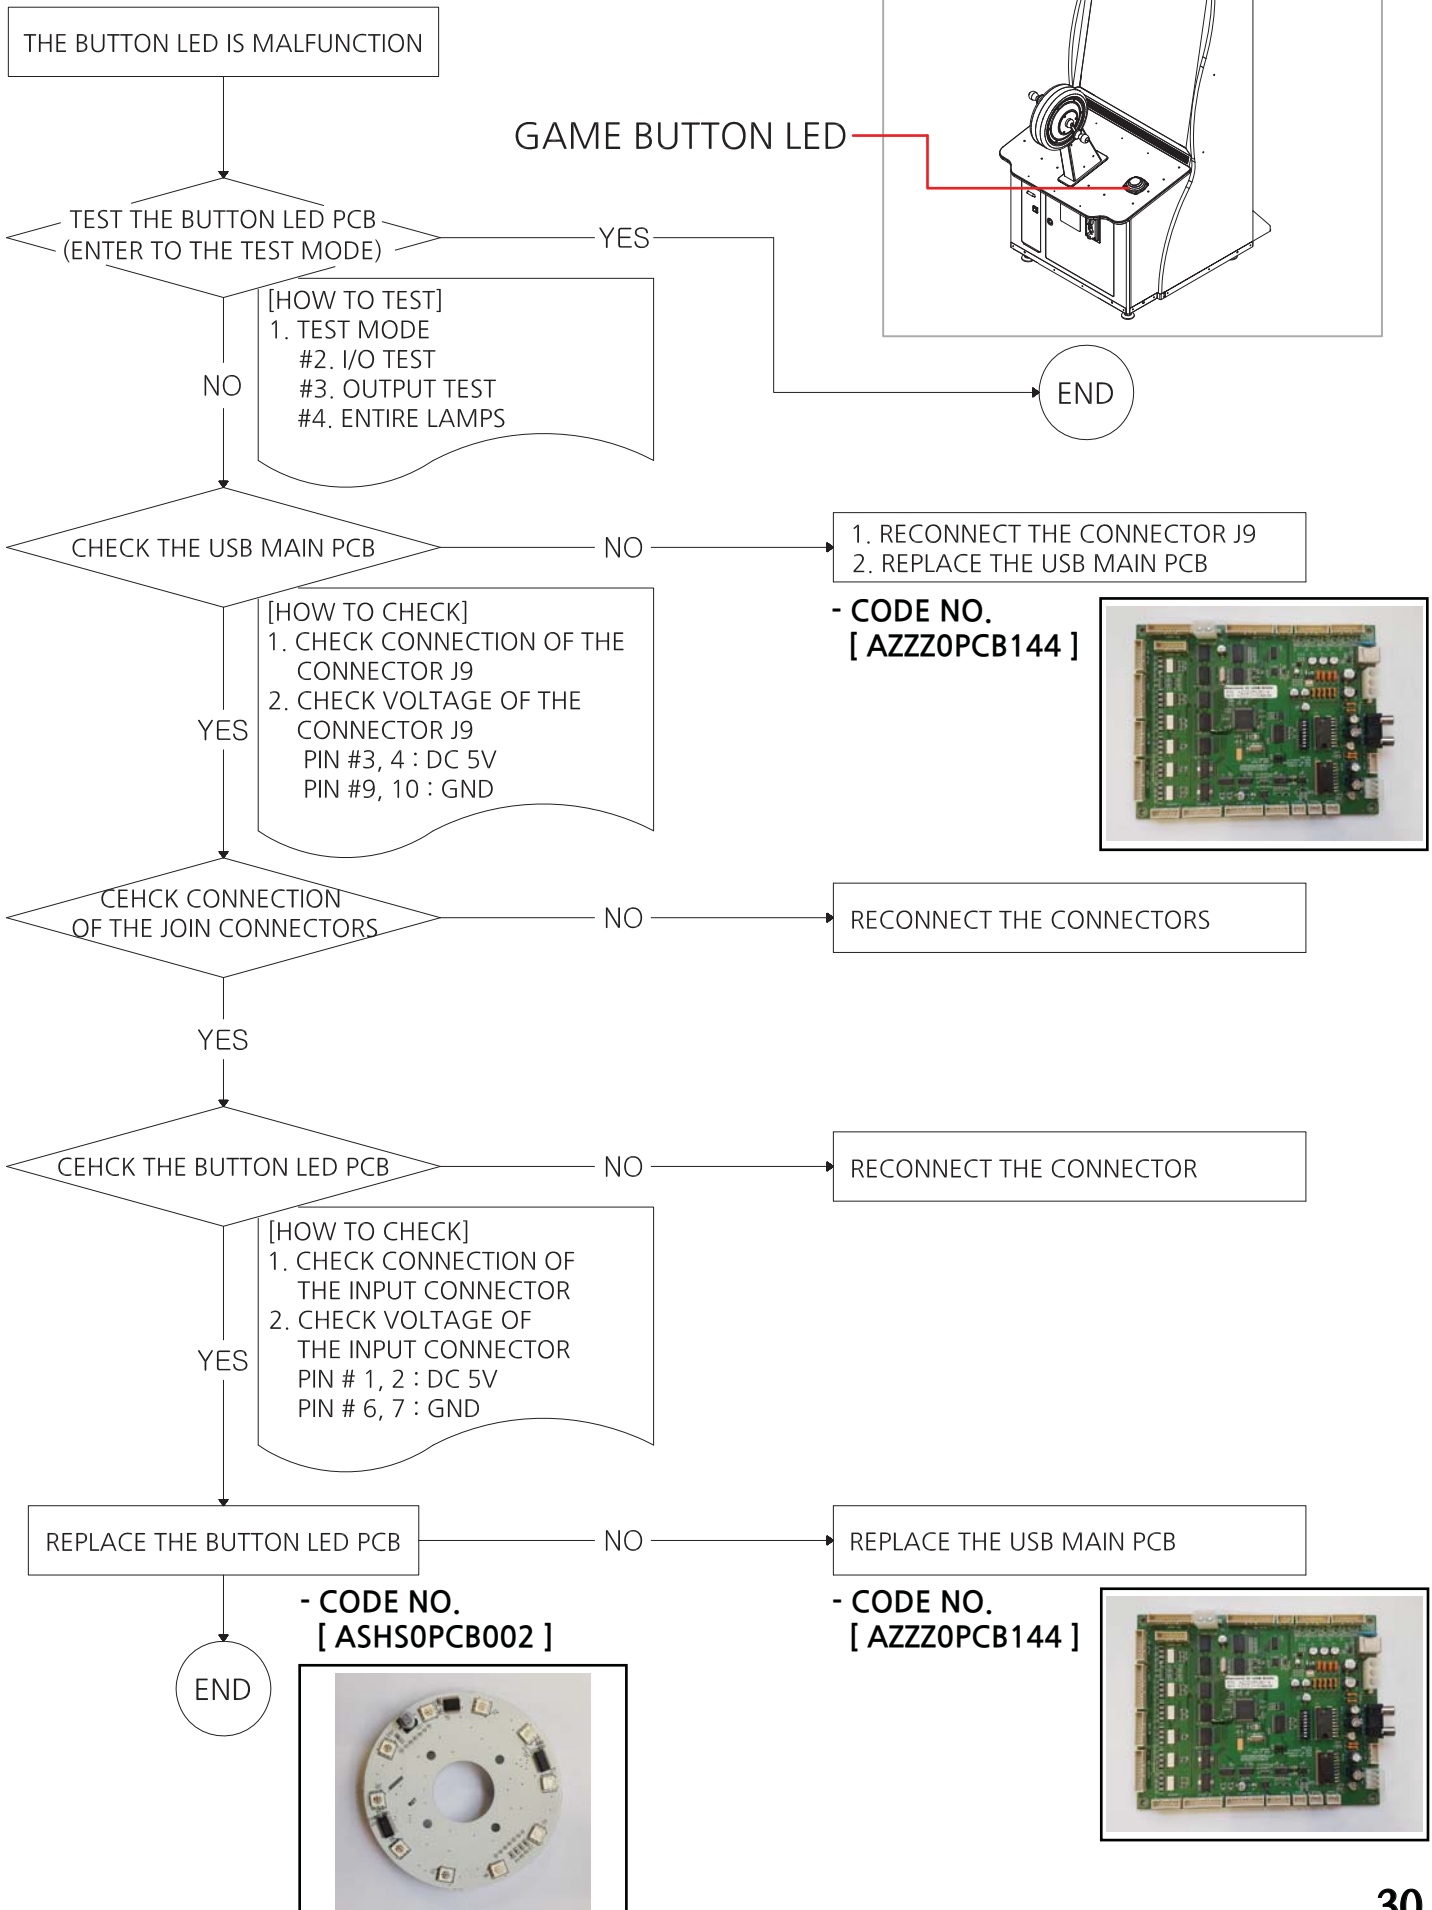 THE BUTTON LED IS MALFUNCTION
GAME BUTTON LED
TEST THE BUTTON LED PCB
(ENTER TO THE TEST MODE)
YES
END
[HOW TO TEST]
1. TEST MODE
#2. I/O TEST
#3. OUTPUT TEST
#4. ENTIRE LAMPS
NO
CHECK THE USB MAIN PCB
NO
1. RECONNECT THE CONNECTOR J9
2. REPLACE THE USB MAIN PCB
- CODE NO.
[ AZZZ0PCB144 ]
[HOW TO CHECK]
1. CHECK CONNECTION OF THE
CONNECTOR J9
2. CHECK VOLTAGE OF THE
CONNECTOR J9
PIN #3, 4 : DC 5V
PIN #9, 10 : GND
YES
CEHCK CONNECTION
OF THE JOIN CONNECTORS
NO
RECONNECT THE CONNECTORS
YES
CEHCK THE BUTTON LED PCB
NO
RECONNECT THE CONNECTOR
[HOW TO CHECK]
1. CHECK CONNECTION OF
THE INPUT CONNECTOR
2. CHECK VOLTAGE OF
THE INPUT CONNECTOR
PIN # 1, 2 : DC 5V
PIN # 6, 7 : GND
YES
REPLACE THE BUTTON LED PCB
NO
REPLACE THE USB MAIN PCB
- CODE NO.
[ ASHS0PCB002 ]
- CODE NO.
[ AZZZ0PCB144 ]
END
30